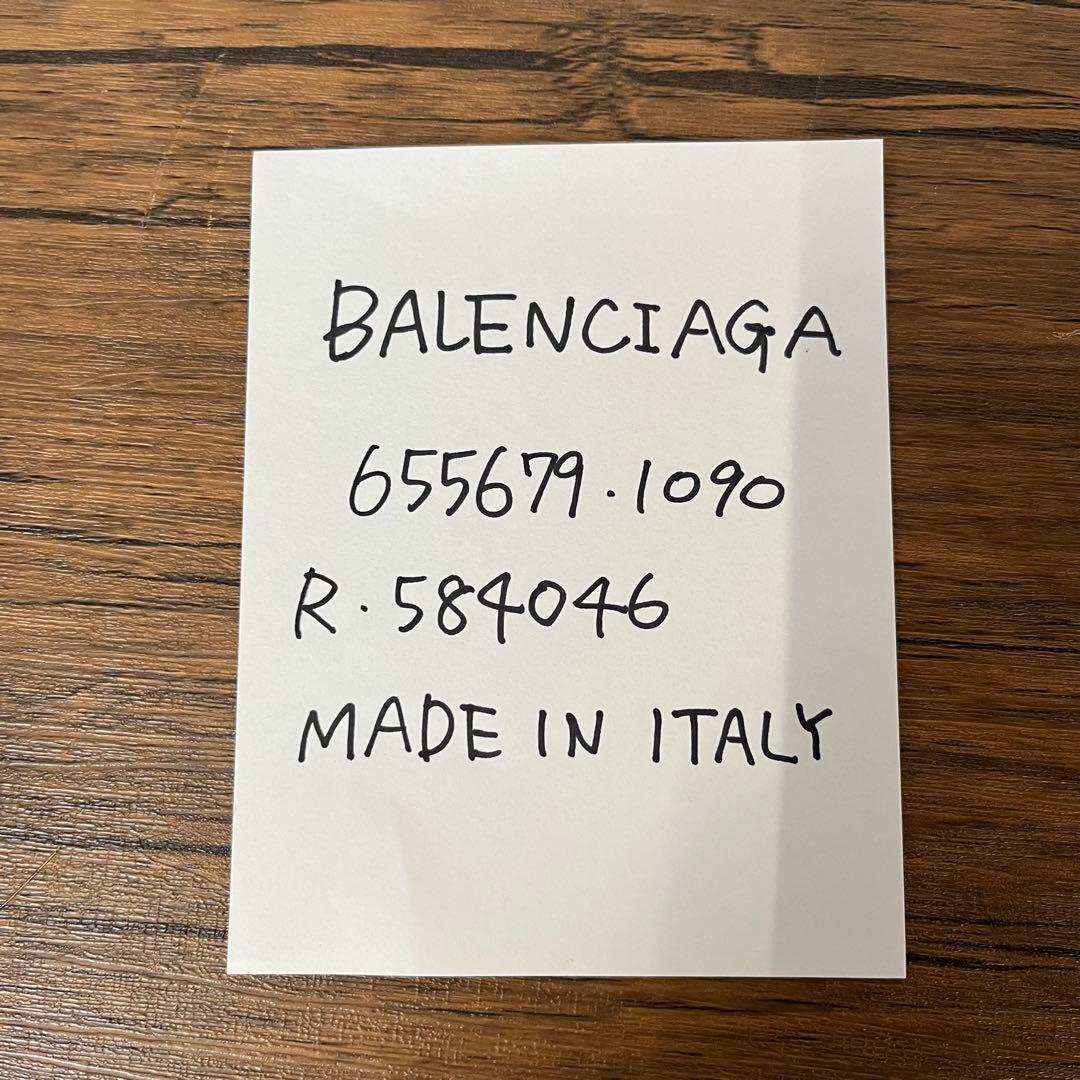 BALENCIAGA
655679.1090
R.584046
MADE IN ITALY